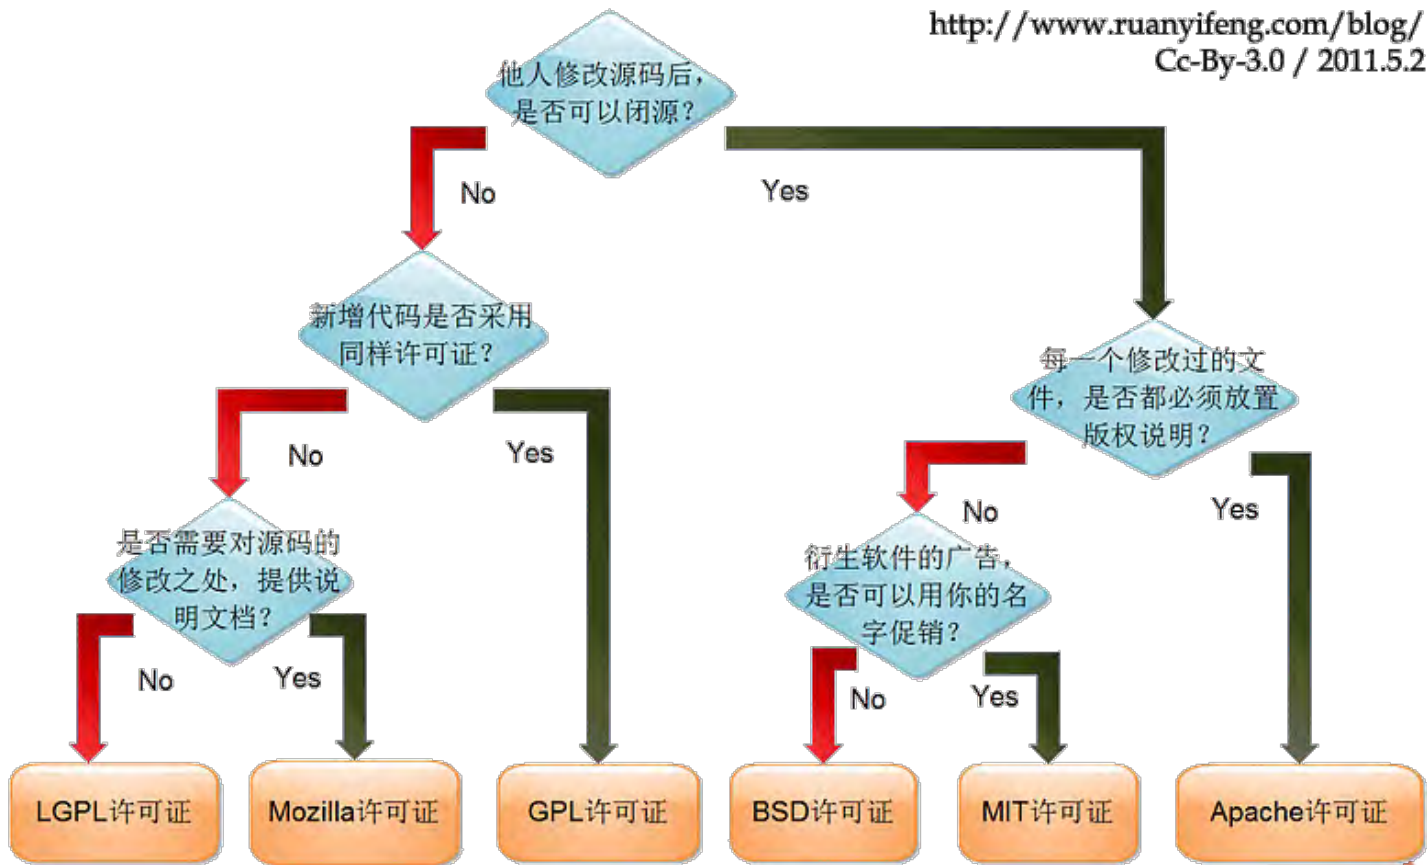 http://www.ruanyifeng.com/blog/
Cc-By-3.0 / 2011.5.2
他人修改源码后，
是否可以闭源？
No
Yes
新增代码是否采用
同样许可证？
每一个修改过的文
件，是否都必须放置
版权说明？
No
Yes
No
Yes
是否需要对源码的
修改之处，提供说
明文档？
衍生软件的广告，
是否可以用你的名
字促销？
No
Yes
No
Yes
LGPL许可证
Mozilla许可证
GPL许可证
BSD许可证
MIT许可证
Apache许可证